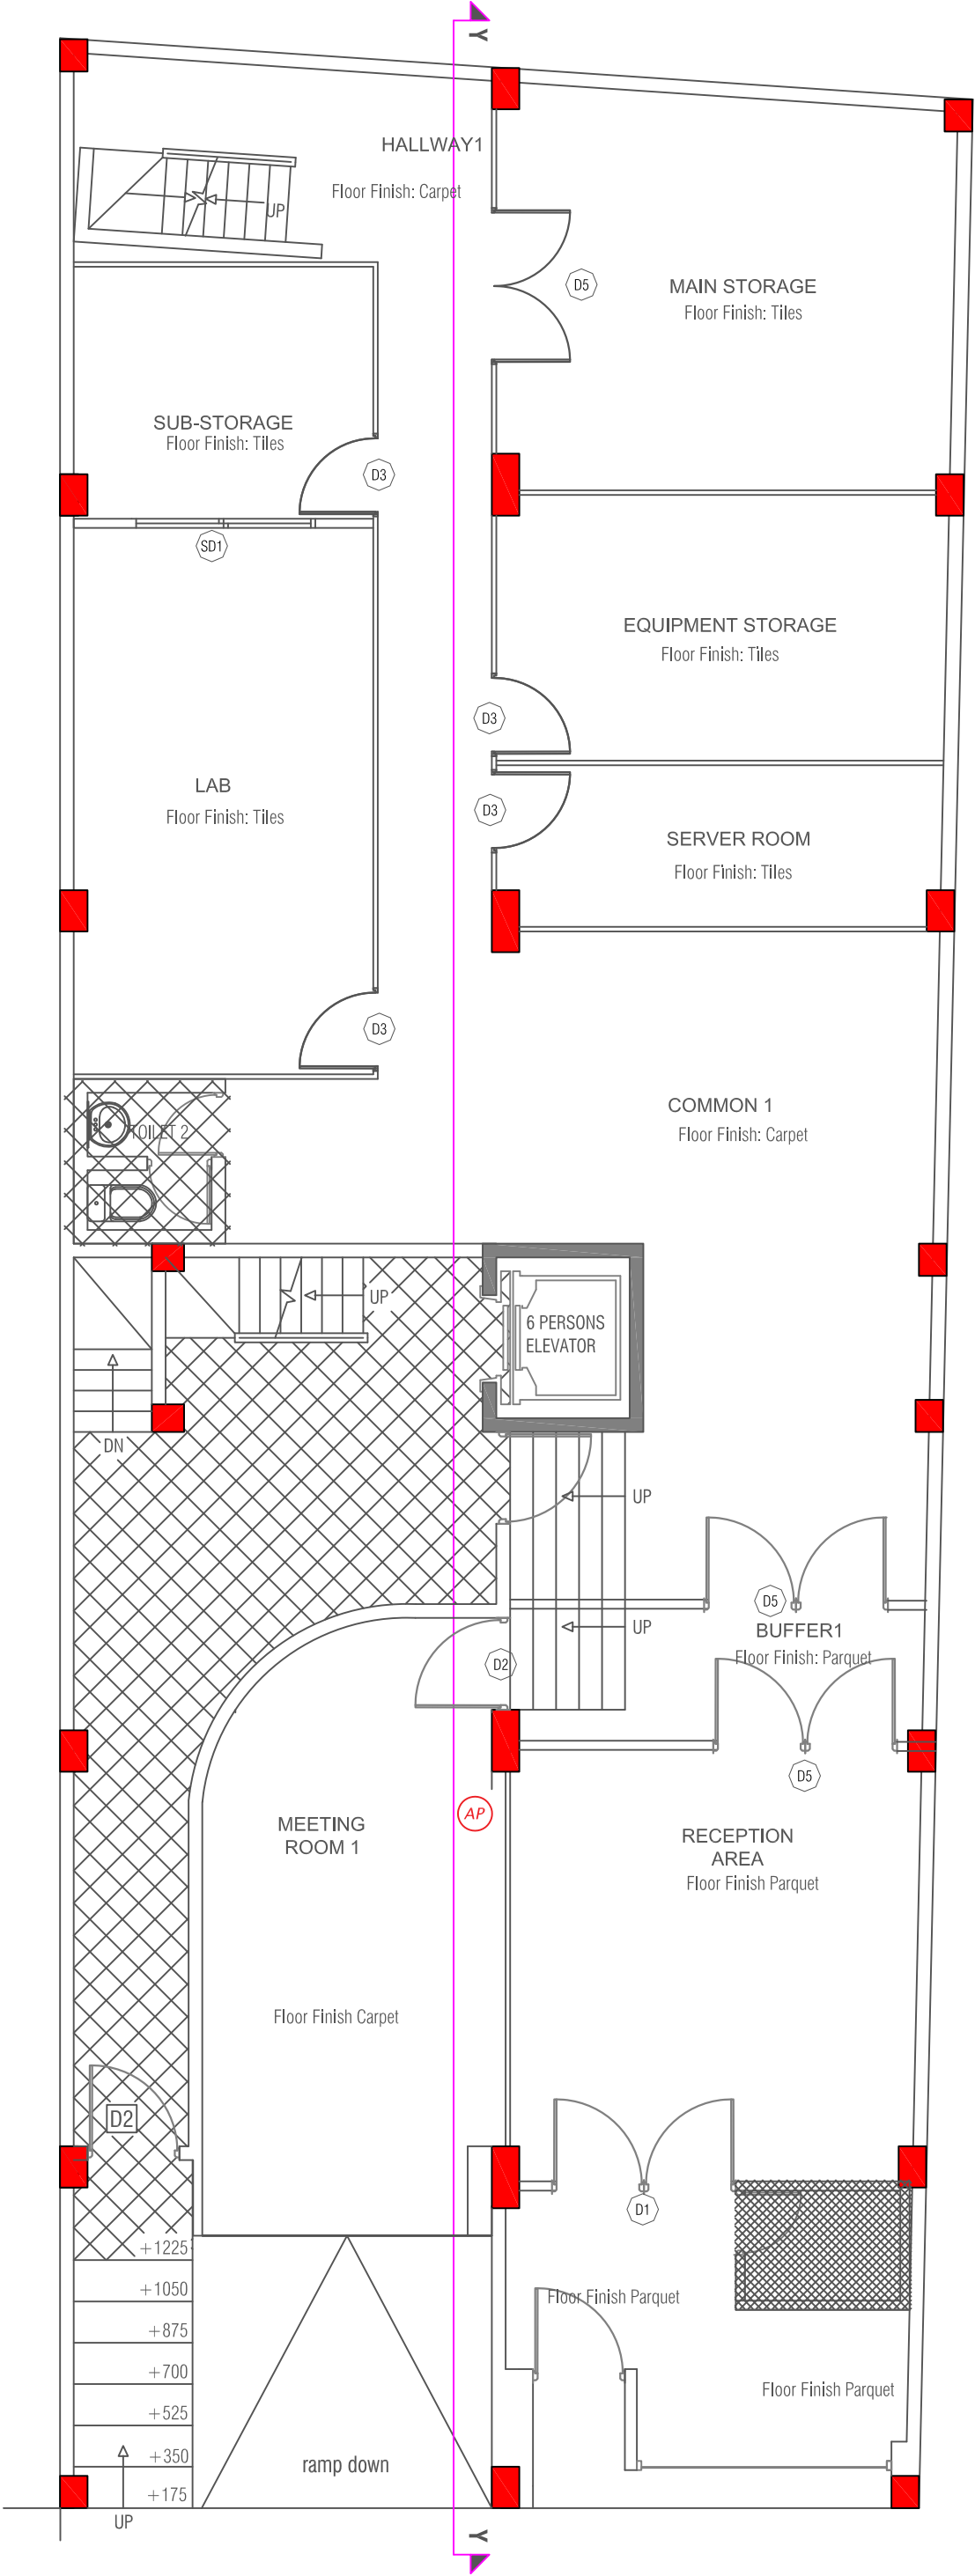 Y
HALLWAY1
Floor Finish: Carpet
UP
D5
MAIN STORAGE
Floor Finish: Tiles
SUB-STORAGE
Floor Finish: Tiles
D3
SD1
EQUIPMENT STORAGE
Floor Finish: Tiles
D3
LAB
Floor Finish: Tiles
D3
SERVER ROOM
Floor Finish: Tiles
D3
COMMON 1
Floor Finish: Carpet
TOILET 2
UP
6 PERSONS
ELEVATOR
DN
UP
D5
UP
BUFFER1
Floor Finish: Parquet
D2
D5
AP
MEETING
ROOM 1
RECEPTION
AREA
Floor Finish Parquet
Floor Finish Carpet
D2
D1
+1225
+1050
Floor Finish Parquet
+875
+700
Floor Finish Parquet
+525
+350
ramp down
+175
UP
Y